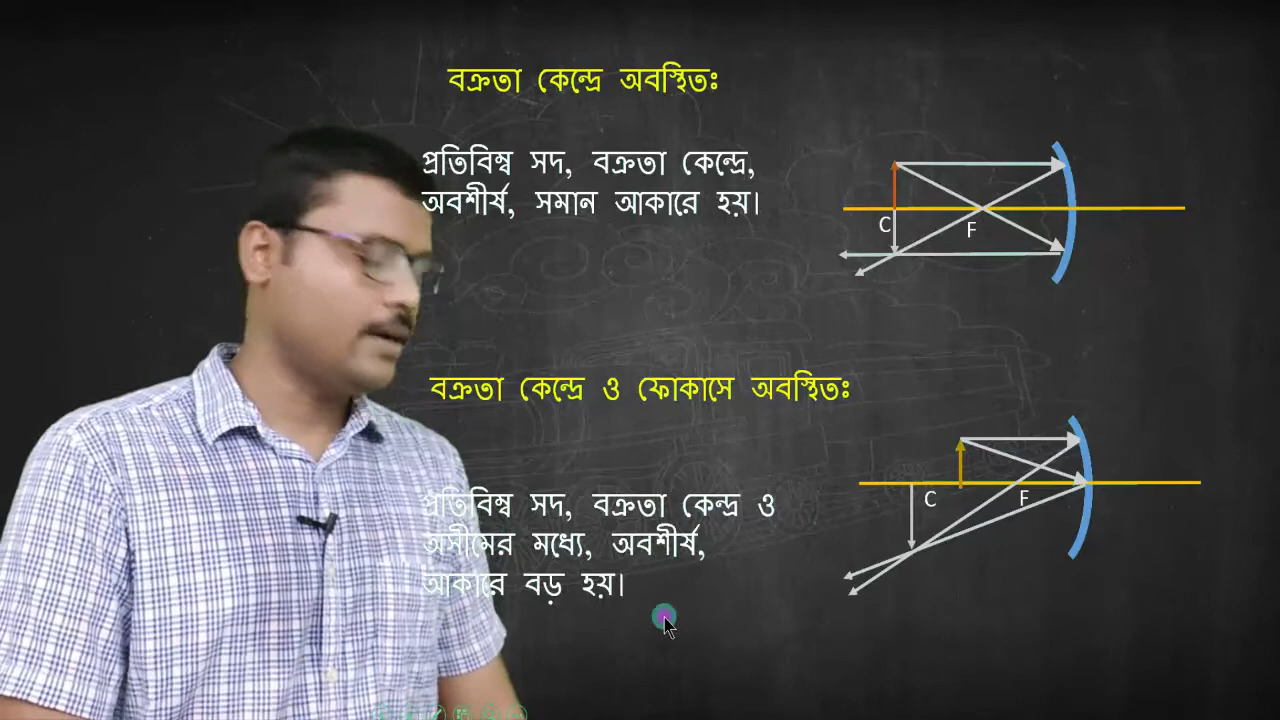 বক্রতা কেন্দ্রে অবস্থিতঃ
প্রতিবিম্ব সদ, বক্রতা কেন্দ্রে,
অবশীর্ষ, সমান আকারে হয়।
C
F
বক্রতা কেন্দ্রে ও ফোকাসে অবস্থিতঃ
প্রতিবিম্ব সদ, বক্রতা কেন্দ্র ও
অসীমের মধ্যে, অবশীর্ষ,
আকারে বড় হয়।
C
F